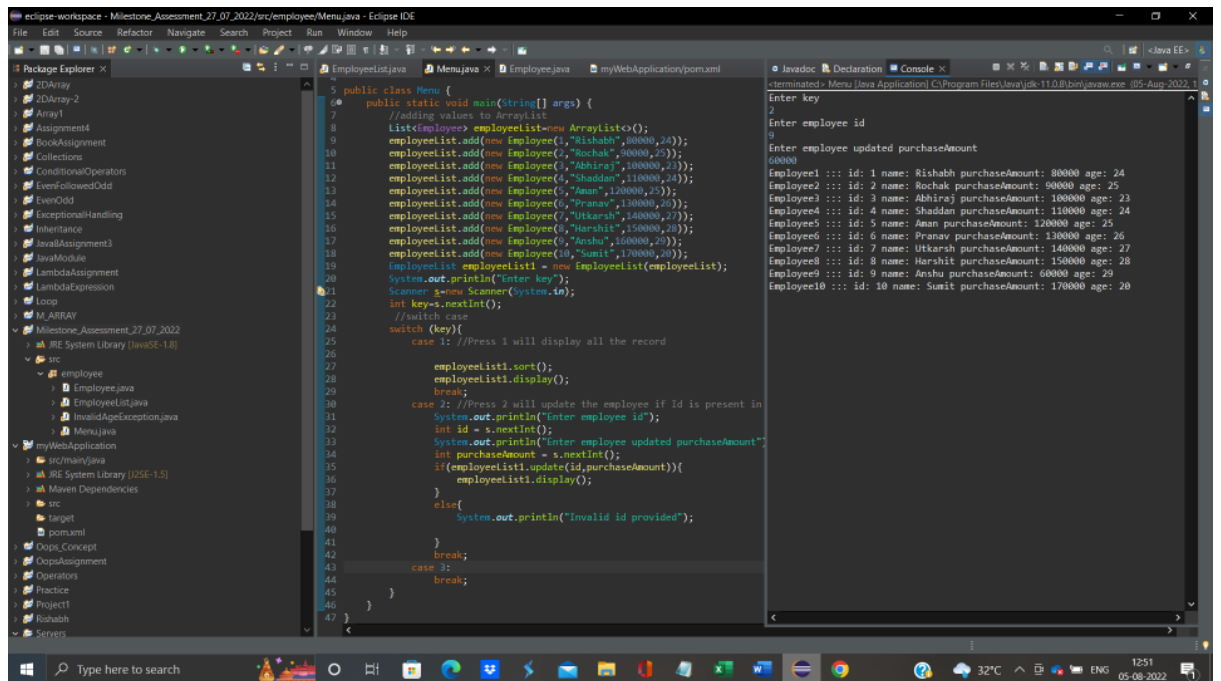 eclipse-workspace - Milestone_Assessment_27_07_2022/src/employee/Menu.java - Eclipse IDE
File Edit Source Refactor Navigate Search Project Run Window Help
<Java EE>
Package Explorer
2DArray
2DArray-2
Array1
Assignment4
BookAssignment
Collections
ConditionalOperators
EvenFollowedOdd
EvenOdd
ExceptionalHandling
Inheritance
Java8Assignment3
JavaModule
LambdaAssignment
LambdaExpression
Loop
M_ARRAY
Milestone_Assessment_27_07_2022
JRE System Library [JavaSE-1.8]
src
employee
Employee.java
EmployeeList.java
InvalidAgeException.java
Menu.java
myWebApplication
src/main/java
JRE System Library [J2SE-1.5]
Maven Dependencies
src
target
pom.xml
Oops_Concept
OopsAssignment
Operators
Practice
Project1
Rishabh
Servers
EmployeeList.java Menu.java Employee.java myWebApplication/pom.xml
5 public class Menu {
6 public static void main(String[] args) {
7 //adding values to ArrayList
8 List<Employee> employeeList=new ArrayList<>();
9 employeeList.add(new Employee(1,"Rishabh",80000,24));
10 employeeList.add(new Employee(2,"Rochak",90000,25));
11 employeeList.add(new Employee(3,"Abhiraj",100000,23));
12 employeeList.add(new Employee(4,"Shaddan",110000,24));
13 employeeList.add(new Employee(5,"Aman",120000,25));
14 employeeList.add(new Employee(6,"Pranav",130000,26));
15 employeeList.add(new Employee(7,"Utkarsh",140000,27));
16 employeeList.add(new Employee(8,"Harshit",150000,28));
17 employeeList.add(new Employee(9,"Anshu",160000,29));
18 employeeList.add(new Employee(10,"Sumit",170000,20));
19 EmployeeList employeeList1 = new EmployeeList(employeeList);
20 System.out.println("Enter key");
21 Scanner s=new Scanner(System.in);
22 int key=s.nextInt();
23 //switch case
24 switch (key){
25 case 1: //Press 1 will display all the record
26
27 employeeList1.sort();
28 employeeList1.display();
29 break;
30 case 2: //Press 2 will update the employee if Id is present in
31 System.out.println("Enter employee id");
32 int id = s.nextInt();
33 System.out.println("Enter employee updated purchaseAmount"
34 int purchaseAmount = s.nextInt();
35 if(employeeList1.update(id,purchaseAmount)){
36 employeeList1.display();
37 }
38 else{
39 System.out.println("Invalid id provided");
40
41 }
42 break;
43 case 3:
44 break;
45 }
46 }
47 }
Javadoc Declaration Console
<terminated> Menu [Java Application] C:\Program Files\Java\jdk-11.0.8\bin\javaw.exe (05-Aug-2022, 1
Enter key
2
Enter employee id
9
Enter employee updated purchaseAmount
60000
Employee1 ::: id: 1 name: Rishabh purchaseAmount: 80000 age: 24
Employee2 ::: id: 2 name: Rochak purchaseAmount: 90000 age: 25
Employee3 ::: id: 3 name: Abhiraj purchaseAmount: 100000 age: 23
Employee4 ::: id: 4 name: Shaddan purchaseAmount: 110000 age: 24
Employee5 ::: id: 5 name: Aman purchaseAmount: 120000 age: 25
Employee6 ::: id: 6 name: Pranav purchaseAmount: 130000 age: 26
Employee7 ::: id: 7 name: Utkarsh purchaseAmount: 140000 age: 27
Employee8 ::: id: 8 name: Harshit purchaseAmount: 150000 age: 28
Employee9 ::: id: 9 name: Anshu purchaseAmount: 60000 age: 29
Employee10 ::: id: 10 name: Sumit purchaseAmount: 170000 age: 20
Type here to search
32°C ENG
12:51
05-08-2022